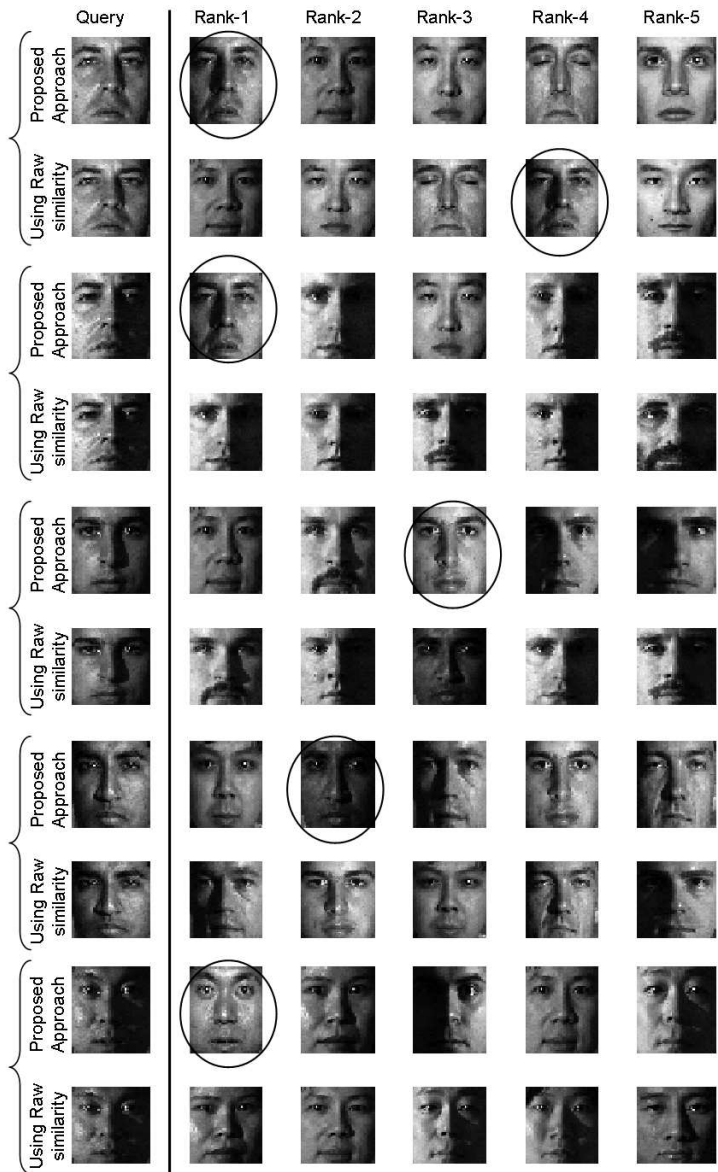 Query Rank-1 Rank-2 Rank-3 Rank-4 Rank-5
Proposed
Approach
Using Raw
similarity
Proposed
Approach
Using Raw
similarity
Proposed
Approach
Using Raw
similarity
Proposed
Approach
Using Raw
similarity
Proposed
Approach
Using Raw
similarity